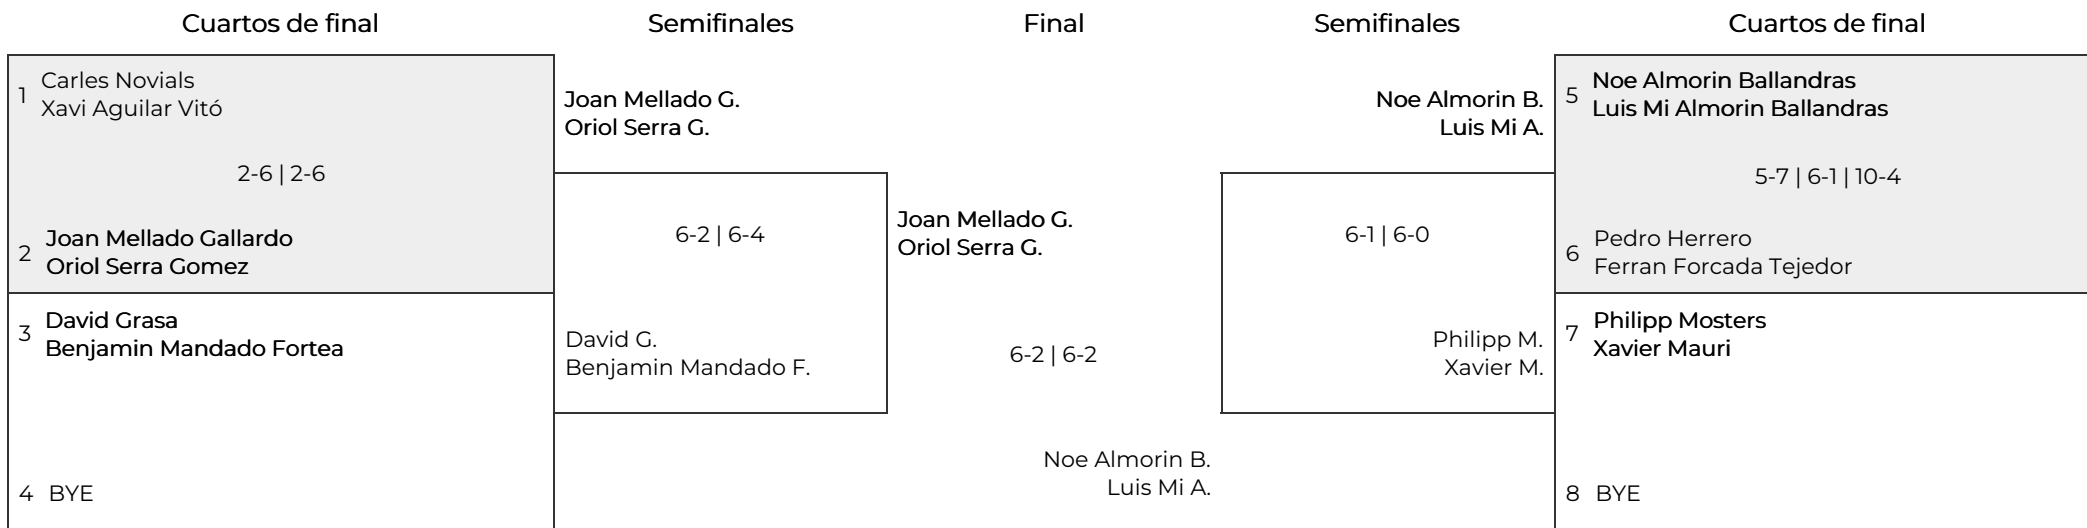 Cuartos de final
Semifinales
Final
Semifinales
Cuartos de final
1
Carles Novials
Xavi Aguilar Vitó
2-6 | 2-6
2
Joan Mellado Gallardo
Oriol Serra Gomez
3
David Grasa
Benjamin Mandado Fortea
4 BYE
Joan Mellado G.
Oriol Serra G.
6-2 | 6-4
David G.
Benjamin Mandado F.
Joan Mellado G.
Oriol Serra G.
6-2 | 6-2
Noe Almorin B.
Luis Mi A.
Noe Almorin B.
Luis Mi A.
6-1 | 6-0
Philipp M.
Xavier M.
5
Noe Almorin Ballandras
Luis Mi Almorin Ballandras
5-7 | 6-1 | 10-4
6
Pedro Herrero
Ferran Forcada Tejedor
7
Philipp Mosters
Xavier Mauri
8 BYE